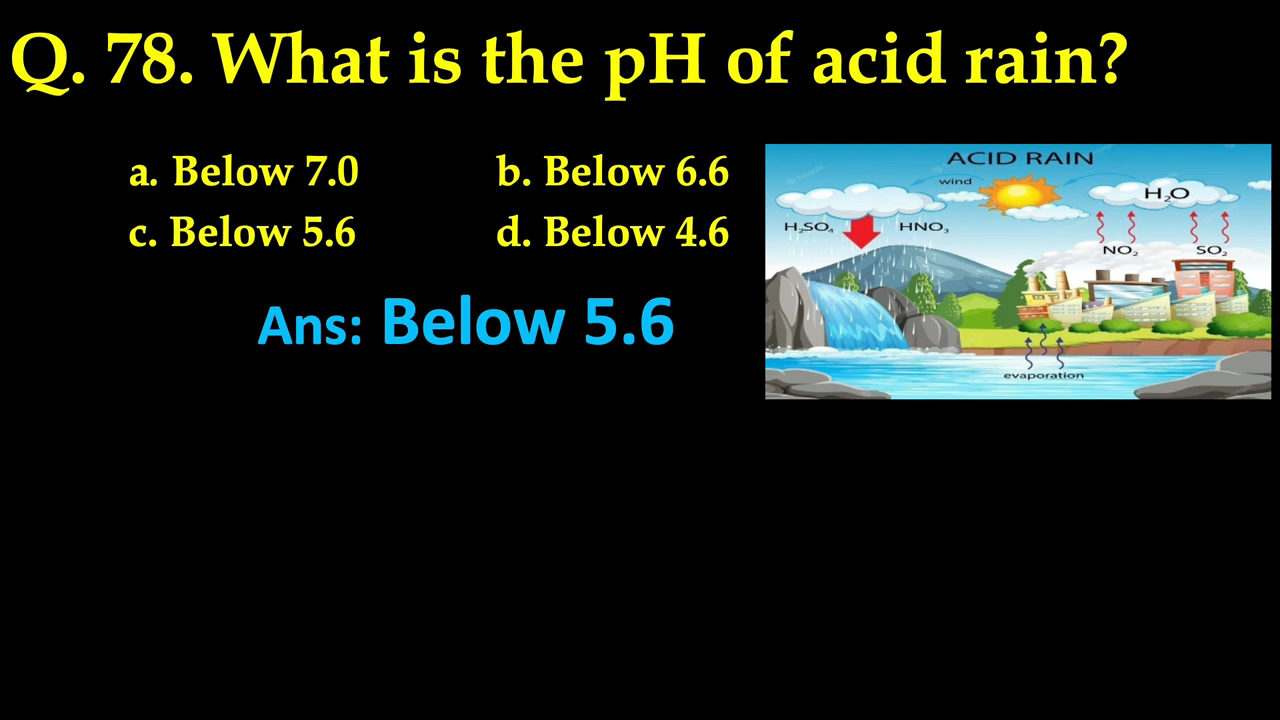 Q. 78. What is the pH of acid rain?
a. Below 7.0 b. Below 6.6
c. Below 5.6 d. Below 4.6
Ans: Below 5.6
ACID RAIN
wind
H₂O
H₂SO₄ HNO₃
NO₂ SO₂
evaporation